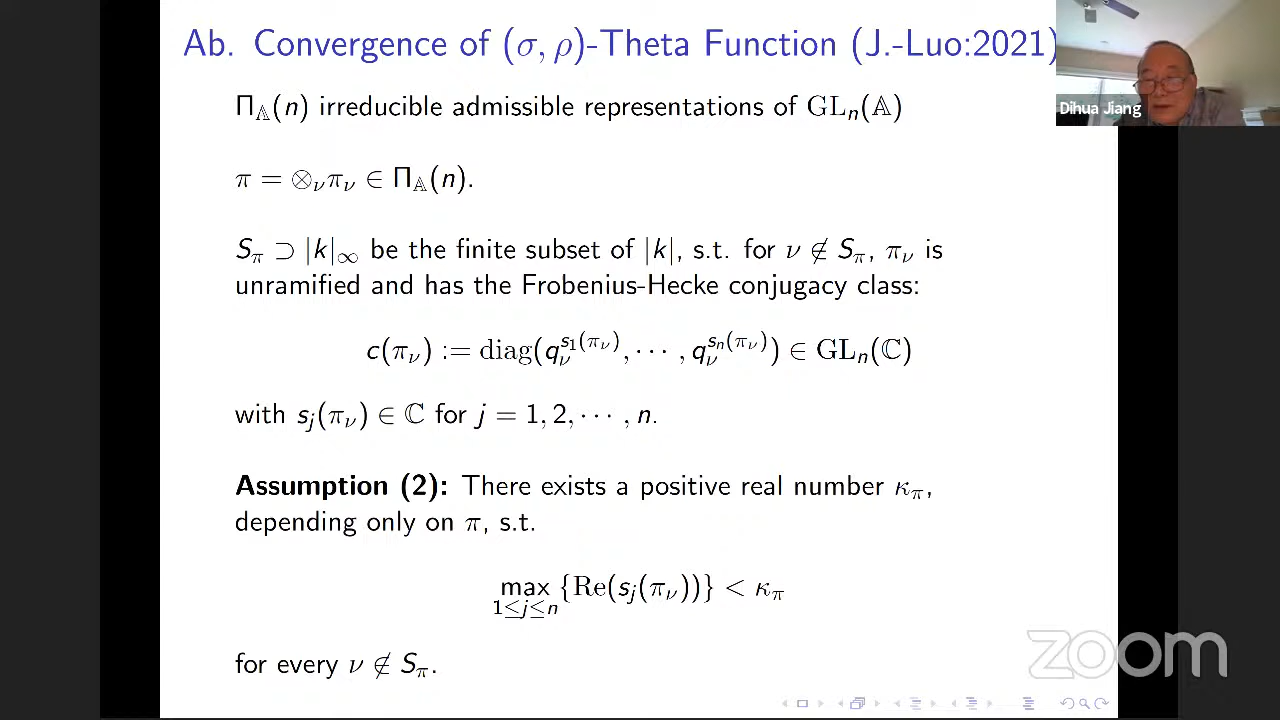 Ab. Convergence of (σ, ρ)-Theta Function (J.-Luo:2021)
Dihua Jiang
Π_𝔸(n) irreducible admissible representations of GL_n(𝔸)
π = ⊗_ν π_ν ∈ Π_𝔸(n).
S_π ⊃ |k|_∞ be the finite subset of |k|, s.t. for ν ∉ S_π, π_ν is
unramified and has the Frobenius-Hecke conjugacy class:
c(π_ν) := diag(q_ν^{s_1(π_ν)}, ⋯ , q_ν^{s_n(π_ν)}) ∈ GL_n(ℂ)
with s_j(π_ν) ∈ ℂ for j = 1, 2, ⋯ , n.
Assumption (2): There exists a positive real number κ_π,
depending only on π, s.t.
max_{1≤j≤n} {Re(s_j(π_ν))} < κ_π
for every ν ∉ S_π.
zoom